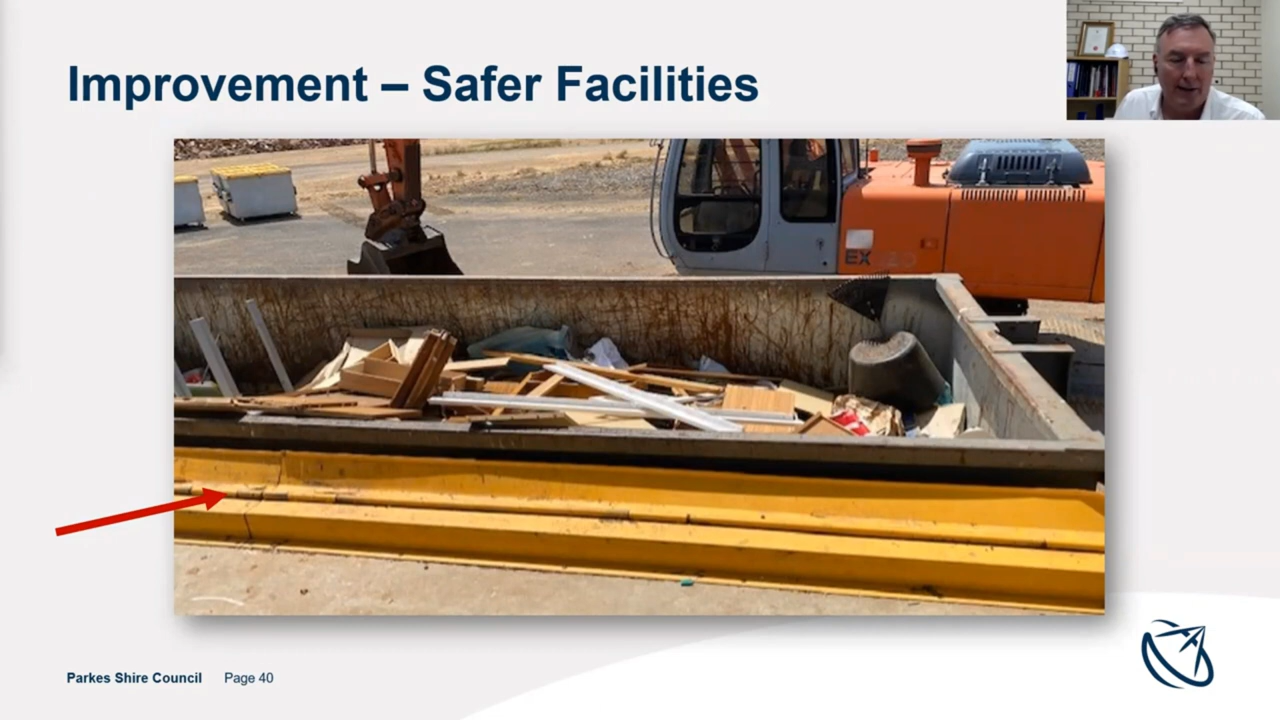 Improvement – Safer Facilities
EX
Parkes Shire Council Page 40